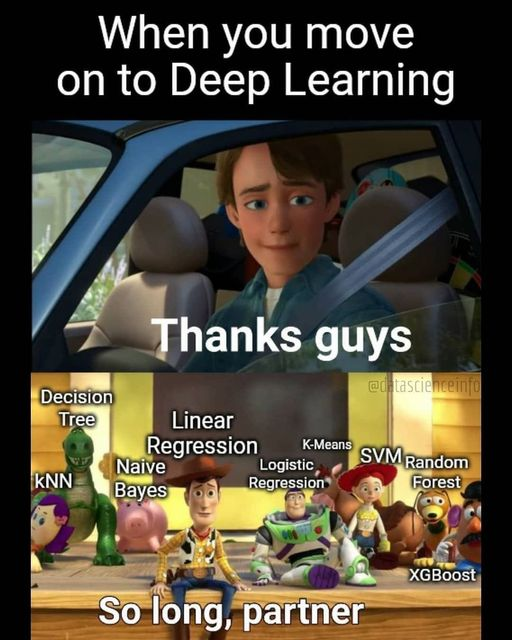 When you move
on to Deep Learning
Thanks guys
@datascienceinfo
Decision
Tree
Linear
Regression
K-Means
SVM
Random
Forest
Naive
Bayes
Logistic
Regression
kNN
XGBoost
So long, partner